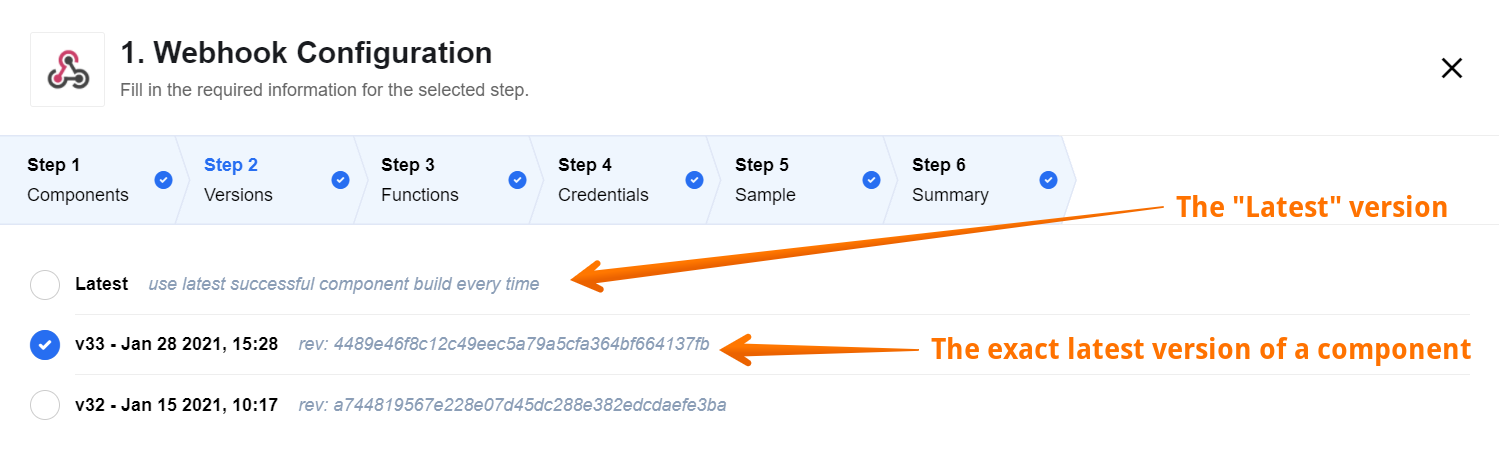 1. Webhook Configuration
Fill in the required information for the selected step.
Step 1
Components
Step 2
Versions
Step 3
Functions
Step 4
Credentials
Step 5
Sample
Step 6
Summary
The "Latest" version
Latest use latest successful component build every time
v33 - Jan 28 2021, 15:28 rev: 4489e46f8c12c49eec5a79a5cfa364bf664137fb
The exact latest version of a component
v32 - Jan 15 2021, 10:17 rev: a744819567e228e07d45dc288e382edcdaefe3ba